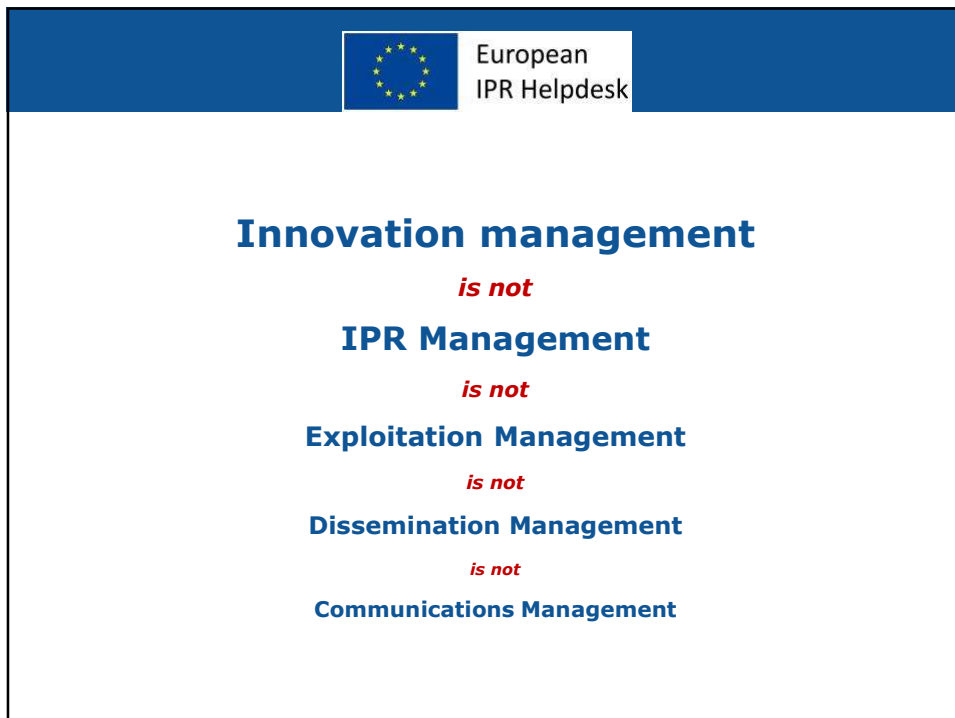 European
IPR Helpdesk
Innovation management
is not
IPR Management
is not
Exploitation Management
is not
Dissemination Management
is not
Communications Management